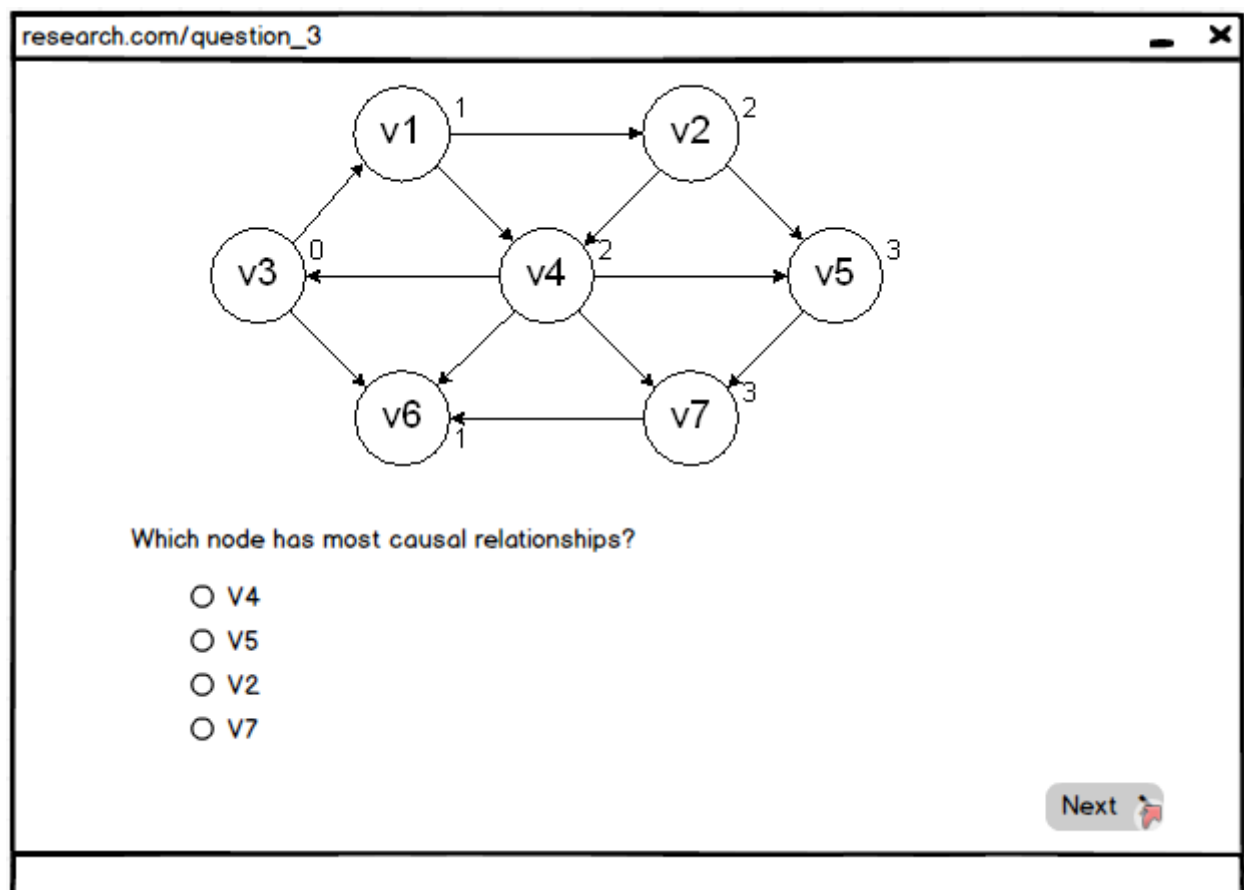 research.com/question_3
v1 1
v2 2
v3 0
v4 2
v5 3
v6 1
v7 3
Which node has most causal relationships?
V4
V5
V2
V7
Next